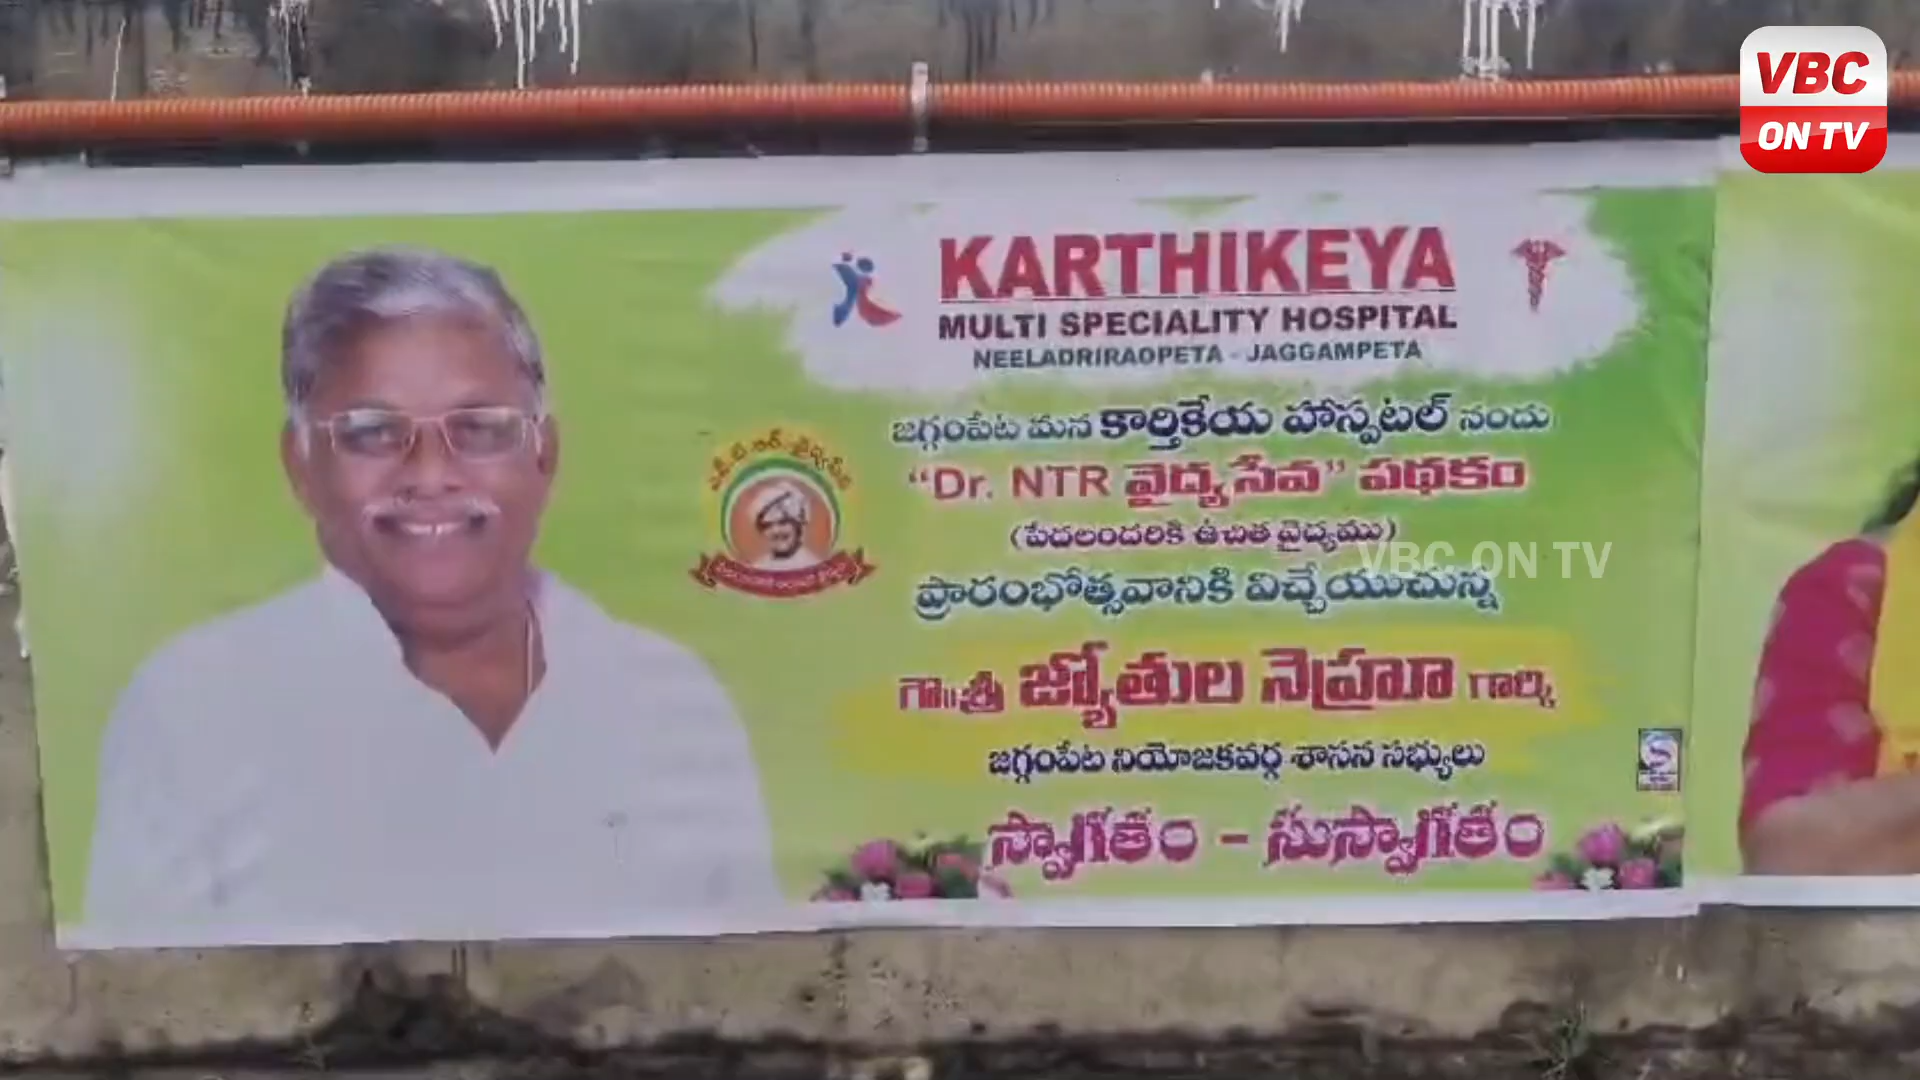 VBC
ON TV
KARTHIKEYA
MULTI SPECIALITY HOSPITAL
NEELADRIRAOPETA - JAGGAMPETA
జగ్గంపేట మన కార్తికేయ హాస్పటల్ నందు
"Dr. NTR వైద్య సేవ" పథకం
(పేదలందరికి ఉచిత వైద్యము)
VBC ON TV
ప్రారంభోత్సవానికి విచ్చేయుచున్న
గౌ॥శ్రీ జ్యోతుల నెహ్రూ గార్కి
జగ్గంపేట నియోజకవర్గ శాసన సభ్యులు
స్వాగతం - సుస్వాగతం